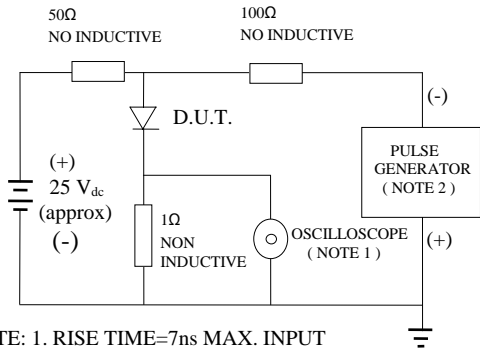 50Ω
NO INDUCTIVE
100Ω
NO INDUCTIVE
(-)
D.U.T.
PULSE
GENERATOR
( NOTE 2 )
(+)
25 Vdc
(approx)
(-)
1Ω
NON
INDUCTIVE
OSCILLOSCOPE
( NOTE 1 )
(+)
TE: 1. RISE TIME=7ns MAX. INPUT